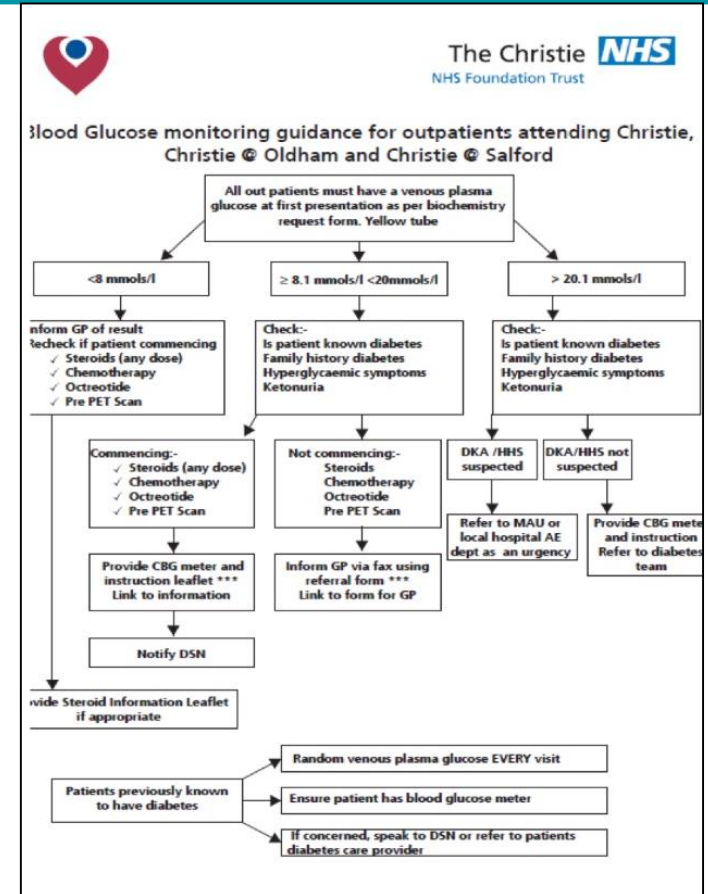 The Christie NHS
NHS Foundation Trust
Blood Glucose monitoring guidance for outpatients attending Christie,
Christie @ Oldham and Christie @ Salford
All out patients must have a venous plasma
glucose at first presentation as per biochemistry
request form. Yellow tube
<8 mmols/l
≥ 8.1 mmols/l <20mmols/l
> 20.1 mmols/l
nform GP of result
Recheck if patient commencing
✓ Steroids (any dose)
✓ Chemotherapy
✓ Octreotide
✓ Pre PET Scan
Check:-
Is patient known diabetes
Family history diabetes
Hyperglycaemic symptoms
Ketonuria
Check:-
Is patient known diabetes
Family history diabetes
Hyperglycaemic symptoms
Ketonuria
Commencing:-
✓ Steroids (any dose)
✓ Chemotherapy
✓ Octreotide
✓ Pre PET Scan
Not commencing:-
Steroids
Chemotherapy
Octreotide
Pre PET Scan
DKA /HHS
suspected
DKA/HHS not
suspected
Refer to MAU or
local hospital AE
dept as an urgency
Provide CBG mete
and instruction
Refer to diabetes
team
Provide CBG meter and
instruction leaflet ***
Link to information
Inform GP via fax using
referral form ***
Link to form for GP
Notify DSN
ovide Steroid Information Leaflet
if appropriate
Patients previously known
to have diabetes
Random venous plasma glucose EVERY visit
Ensure patient has blood glucose meter
If concerned, speak to DSN or refer to patients
diabetes care provider